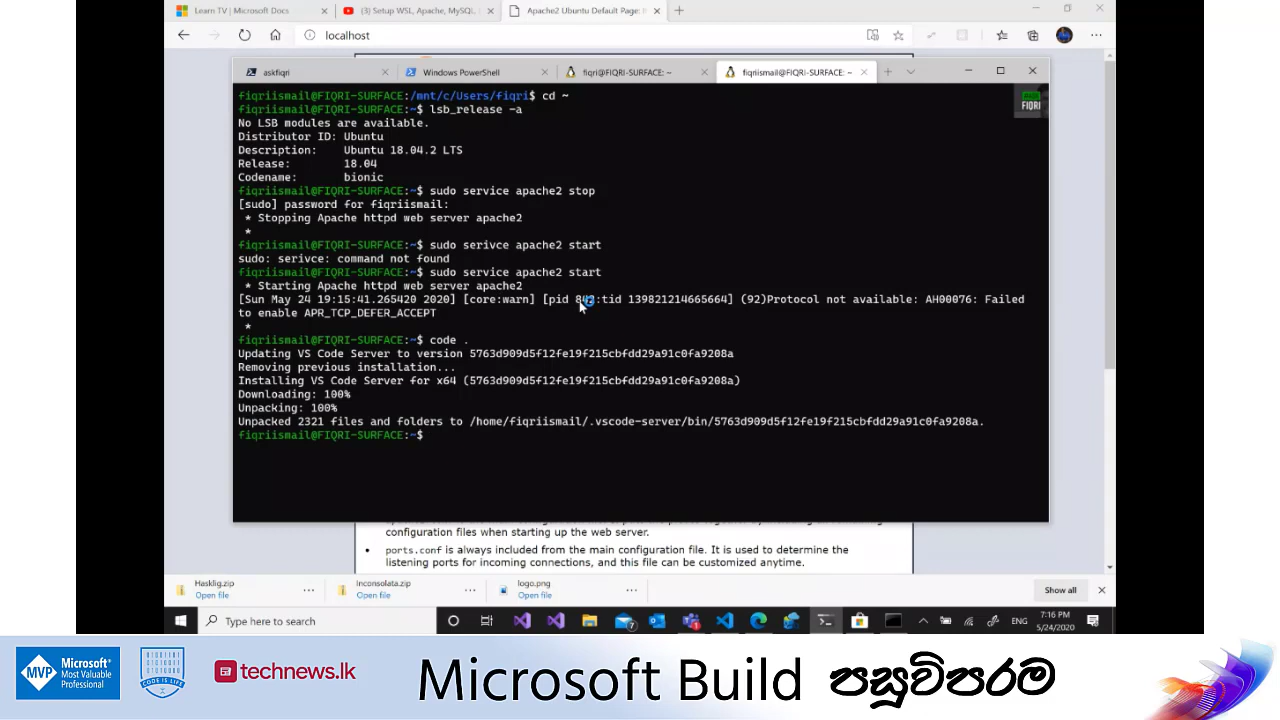 Learn TV | Microsoft Docs
(3) Setup WSL, Apache, MySQL,
Apache2 Ubuntu Default Page:
localhost
askfiqri
Windows PowerShell
fiqri@FIQRI-SURFACE: ~
fiqriismail@FIQRI-SURFACE: ~
FIQRI
fiqriismail@FIQRI-SURFACE:/mnt/c/Users/fiqri$ cd ~
fiqriismail@FIQRI-SURFACE:~$ lsb_release -a
No LSB modules are available.
Distributor ID: Ubuntu
Description:    Ubuntu 18.04.2 LTS
Release:        18.04
Codename:       bionic
fiqriismail@FIQRI-SURFACE:~$ sudo service apache2 stop
[sudo] password for fiqriismail:
 * Stopping Apache httpd web server apache2
 *
fiqriismail@FIQRI-SURFACE:~$ sudo serivce apache2 start
sudo: serivce: command not found
fiqriismail@FIQRI-SURFACE:~$ sudo service apache2 start
 * Starting Apache httpd web server apache2
[Sun May 24 19:15:41.265420 2020] [core:warn] [pid :tid 139821214665664] (92)Protocol not available: AH00076: Failed
to enable APR_TCP_DEFER_ACCEPT
 *
fiqriismail@FIQRI-SURFACE:~$ code .
Updating VS Code Server to version 5763d909d5f12fe19f215cbfdd29a91c0fa9208a
Removing previous installation...
Installing VS Code Server for x64 (5763d909d5f12fe19f215cbfdd29a91c0fa9208a)
Downloading: 100%
Unpacking: 100%
Unpacked 2321 files and folders to /home/fiqriismail/.vscode-server/bin/5763d909d5f12fe19f215cbfdd29a91c0fa9208a.
fiqriismail@FIQRI-SURFACE:~$
configuration files when starting up the web server.
• ports.conf is always included from the main configuration file. It is used to determine the
listening ports for incoming connections, and this file can be customized anytime.
Hasklig.zip
Open file
Inconsolata.zip
Open file
logo.png
Open file
Show all
Type here to search
ENG
7:16 PM
5/24/2020
MVP
Microsoft
Most Valuable
Professional
CODE IS LIFE
technews.lk
Microsoft Build පසුවිපරම